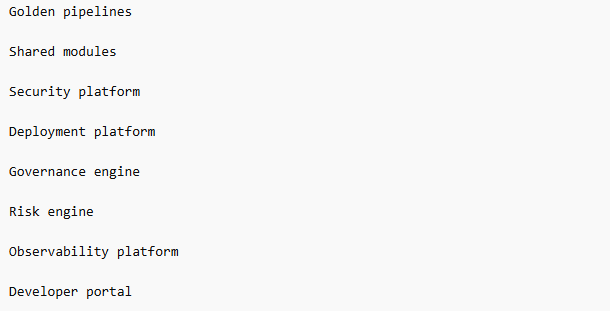 Golden pipelines
Shared modules
Security platform
Deployment platform
Governance engine
Risk engine
Observability platform
Developer portal